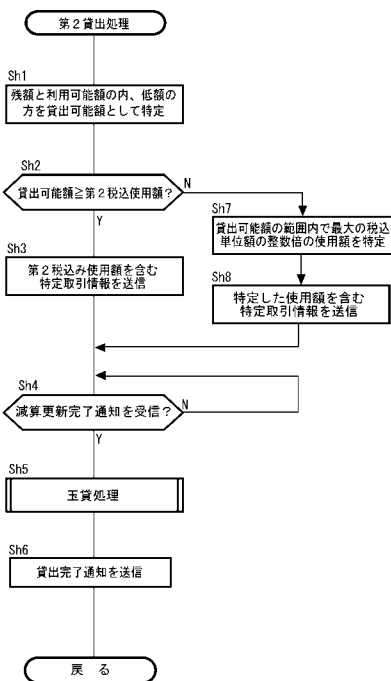 第２貸出処理
Sh1
残額と利用可能額の内、低額の
方を貸出可能額として特定
Sh2
貸出可能額≧第２税込使用額？
N
Y
Sh7
貸出可能額の範囲内で最大の税込
単位額の整数倍の使用額を特定
Sh3
第２税込み使用額を含む
特定取引情報を送信
Sh8
特定した使用額を含む
特定取引情報を送信
Sh4
減算更新完了通知を受信？
N
Y
Sh5
玉貸処理
Sh6
貸出完了通知を送信
戻　る